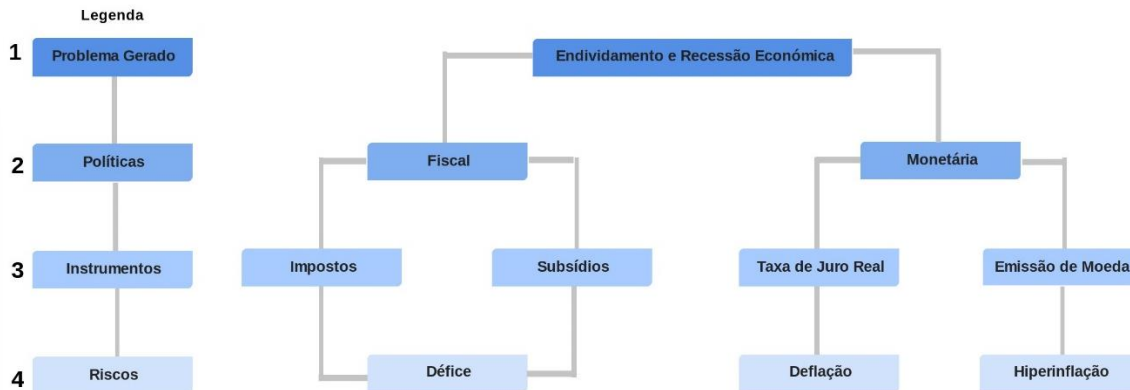 Legenda
1
Problema Gerado
Endividamento e Recessão Económica
2
Políticas
Fiscal
Monetária
3
Instrumentos
Impostos
Subsídios
Taxa de Juro Real
Emissão de Moeda
4
Riscos
Défice
Deflação
Hiperinflação